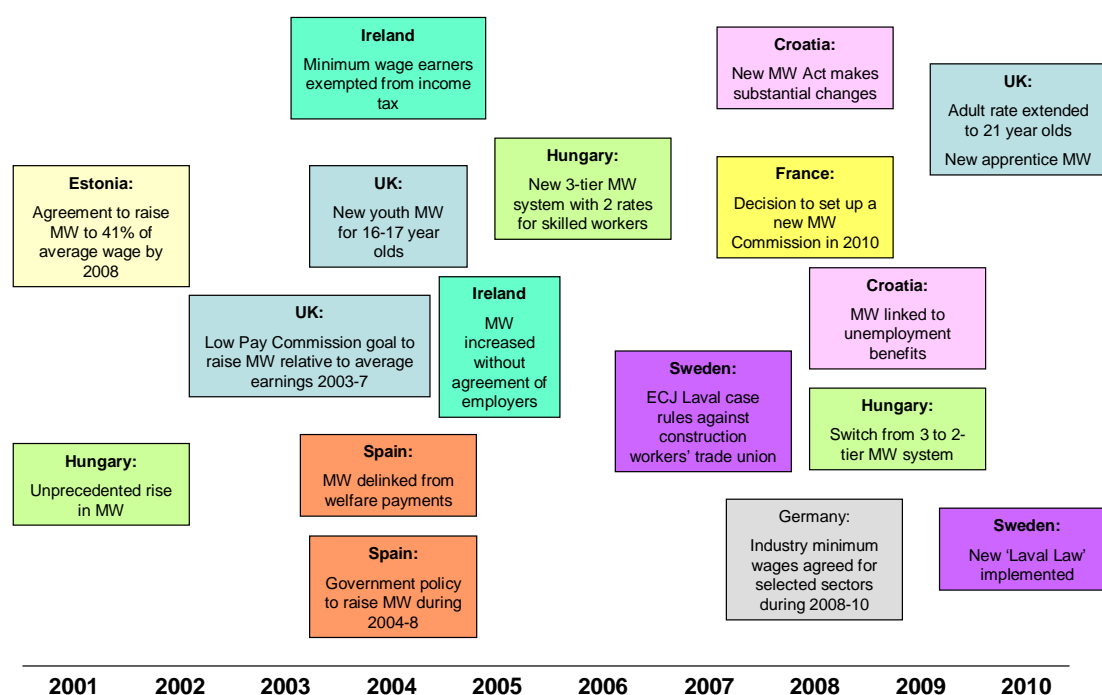 Ireland
Minimum wage earners
exempted from income
tax
Croatia:
New MW Act makes
substantial changes
UK:
Adult rate extended
to 21 year olds
New apprentice MW
Hungary:
New 3-tier MW
system with 2 rates
for skilled workers
Estonia:
Agreement to raise
MW to 41% of
average wage by
2008
UK:
New youth MW
for 16-17 year
olds
France:
Decision to set up a
new MW
Commission in 2010
UK:
Low Pay Commission goal to
raise MW relative to average
earnings 2003-7
Ireland
MW
increased
without
agreement of
employers
Croatia:
MW linked to
unemployment
benefits
Sweden:
ECJ Laval case
rules against
construction
workers' trade union
Hungary:
Switch from 3 to 2-
tier MW system
Hungary:
Unprecedented rise
in MW
Spain:
MW delinked from
welfare payments
Germany:
Industry minimum
wages agreed for
selected sectors
during 2008-10
Sweden:
New ‘Laval Law’
implemented
Spain:
Government policy
to raise MW during
2004-8
2001 2002 2003 2004 2005 2006 2007 2008 2009 2010